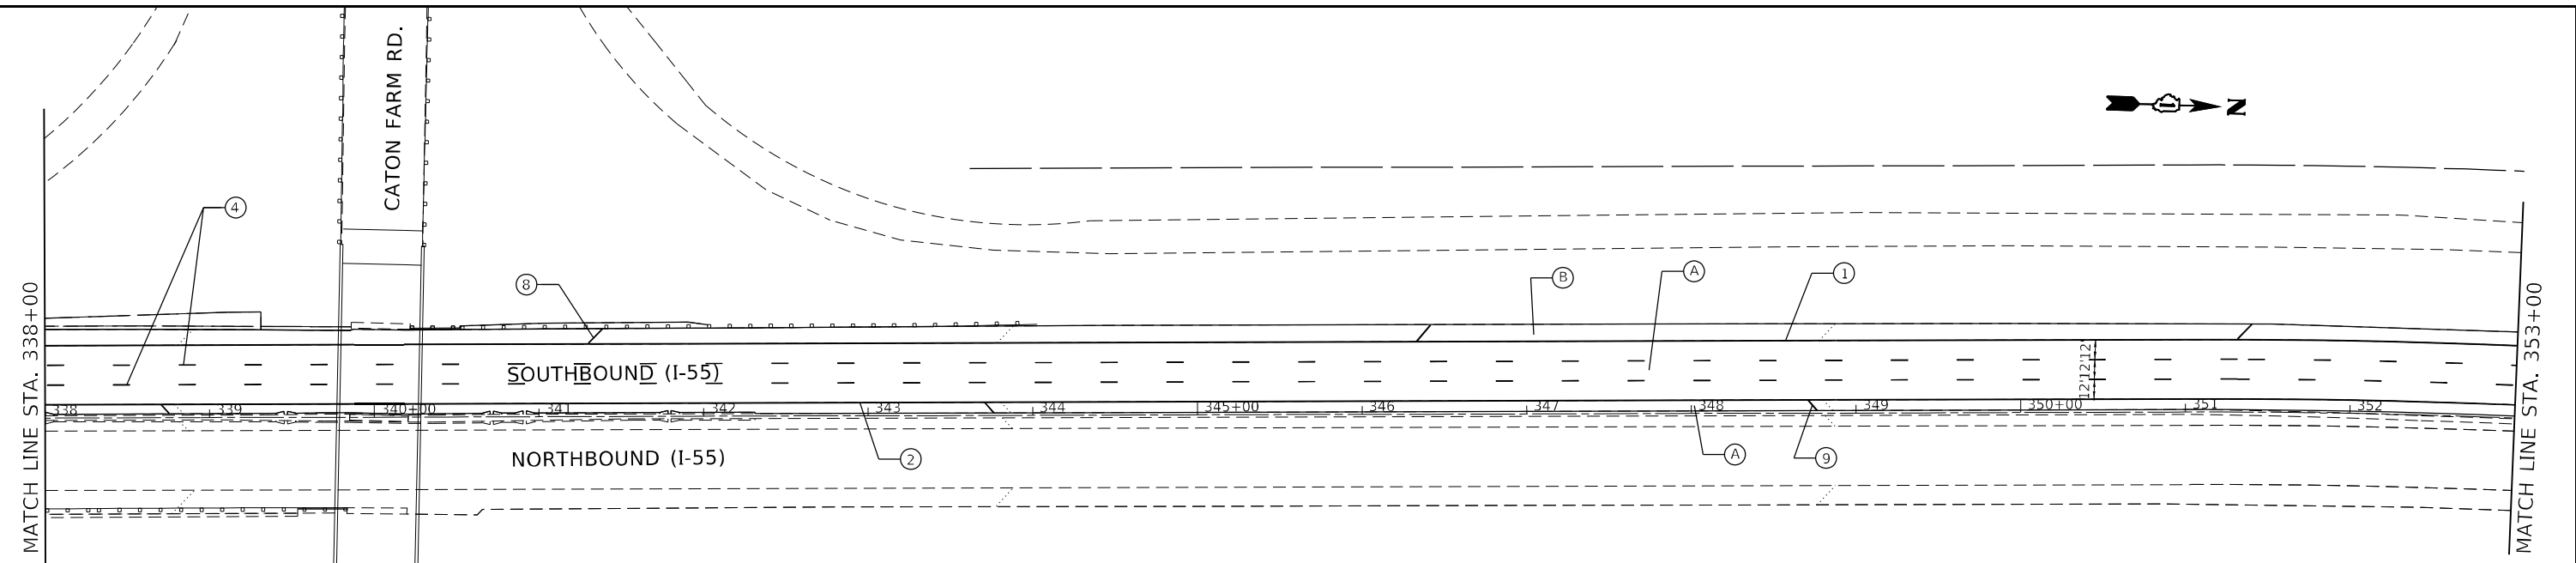 CATON FARM RD.
N
4
8
B
A
1
MATCH LINE STA. 338+00
MATCH LINE STA. 353+00
SOUTHBOUND (I-55)
12'12'12'
338 339 340+00 341 342 343 344 345+00 346 347 348 349 350+00 351 352
NORTHBOUND (I-55)
2
A
9